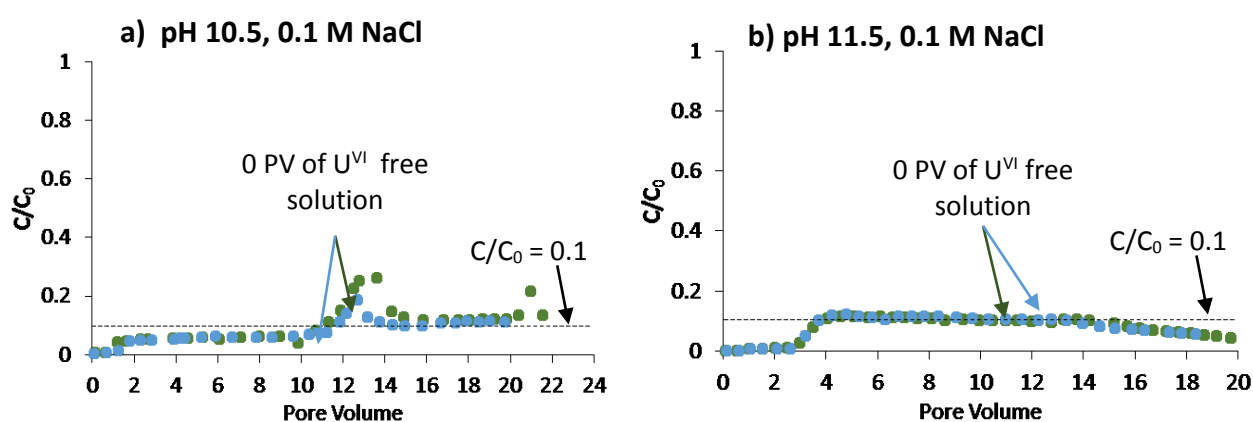 a) pH 10.5, 0.1 M NaCl
1
0.8
0.6
0.4
0.2
0
C/C0
0 PV of UVI free
solution
C/C0 = 0.1
0 2 4 6 8 10 12 14 16 18 20 22 24
Pore Volume
b) pH 11.5, 0.1 M NaCl
1
0.8
0.6
0.4
0.2
0
C/C0
0 PV of UVI free
solution
C/C0 = 0.1
0 2 4 6 8 10 12 14 16 18 20
Pore Volume